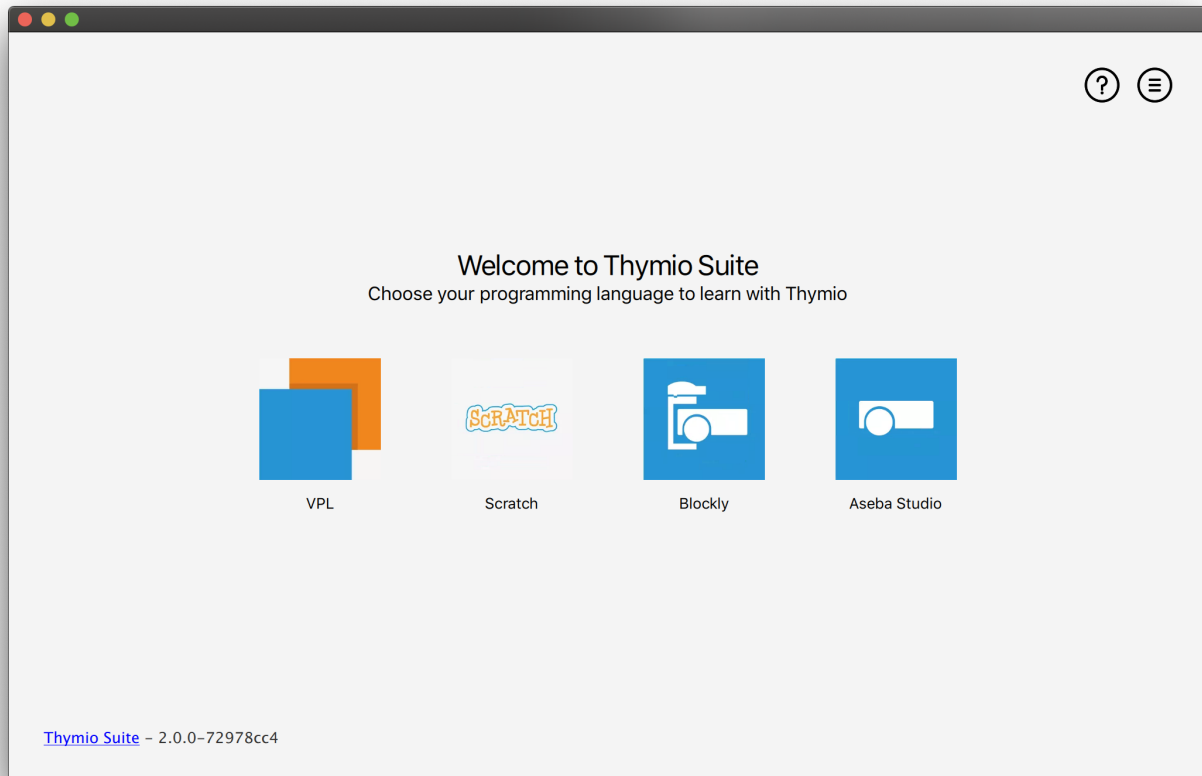 ?
Welcome to Thymio Suite
Choose your programming language to learn with Thymio
SCRATCH
VPL
Scratch
Blockly
Aseba Studio
Thymio Suite – 2.0.0-72978cc4